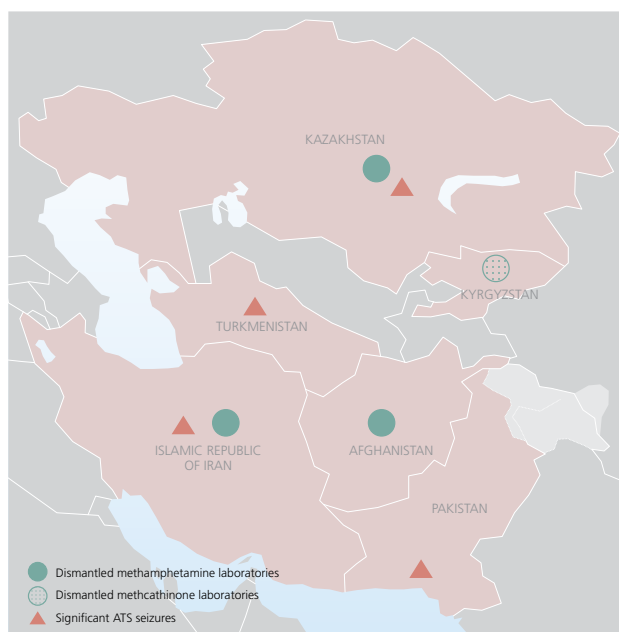 KAZAKHSTAN
KYRGYZSTAN
TURKMENISTAN
ISLAMIC REPUBLIC
OF IRAN
AFGHANISTAN
PAKISTAN
Dismantled methamphetamine laboratories
Dismantled methcathinone laboratories
Significant ATS seizures